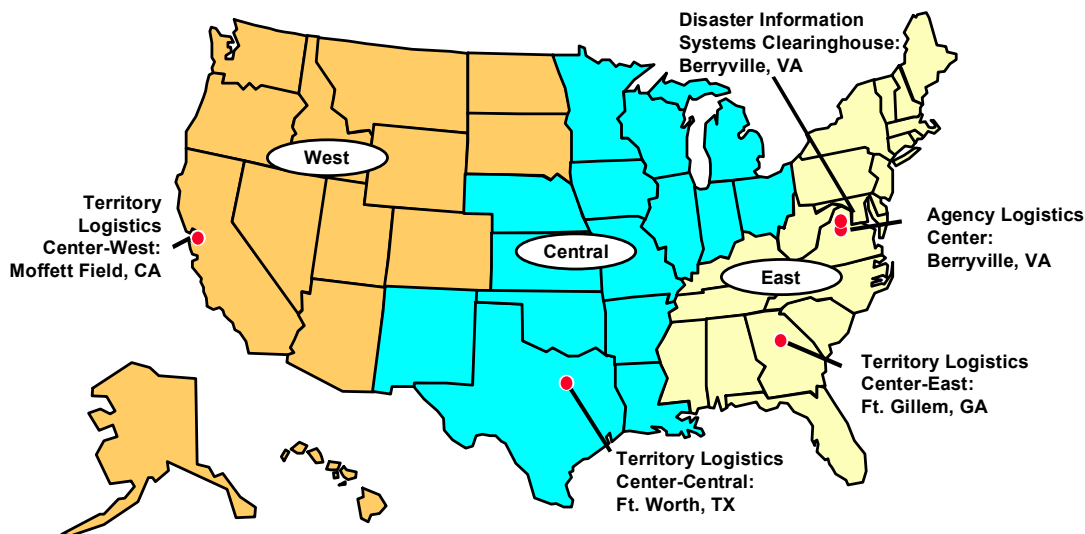 Disaster Information
Systems Clearinghouse:
Berryville, VA
West
Territory
Logistics
Center-West:
Moffett Field, CA
Agency Logistics
Center:
Berryville, VA
Central
East
Territory Logistics
Center-East:
Ft. Gillem, GA
Territory Logistics
Center-Central:
Ft. Worth, TX